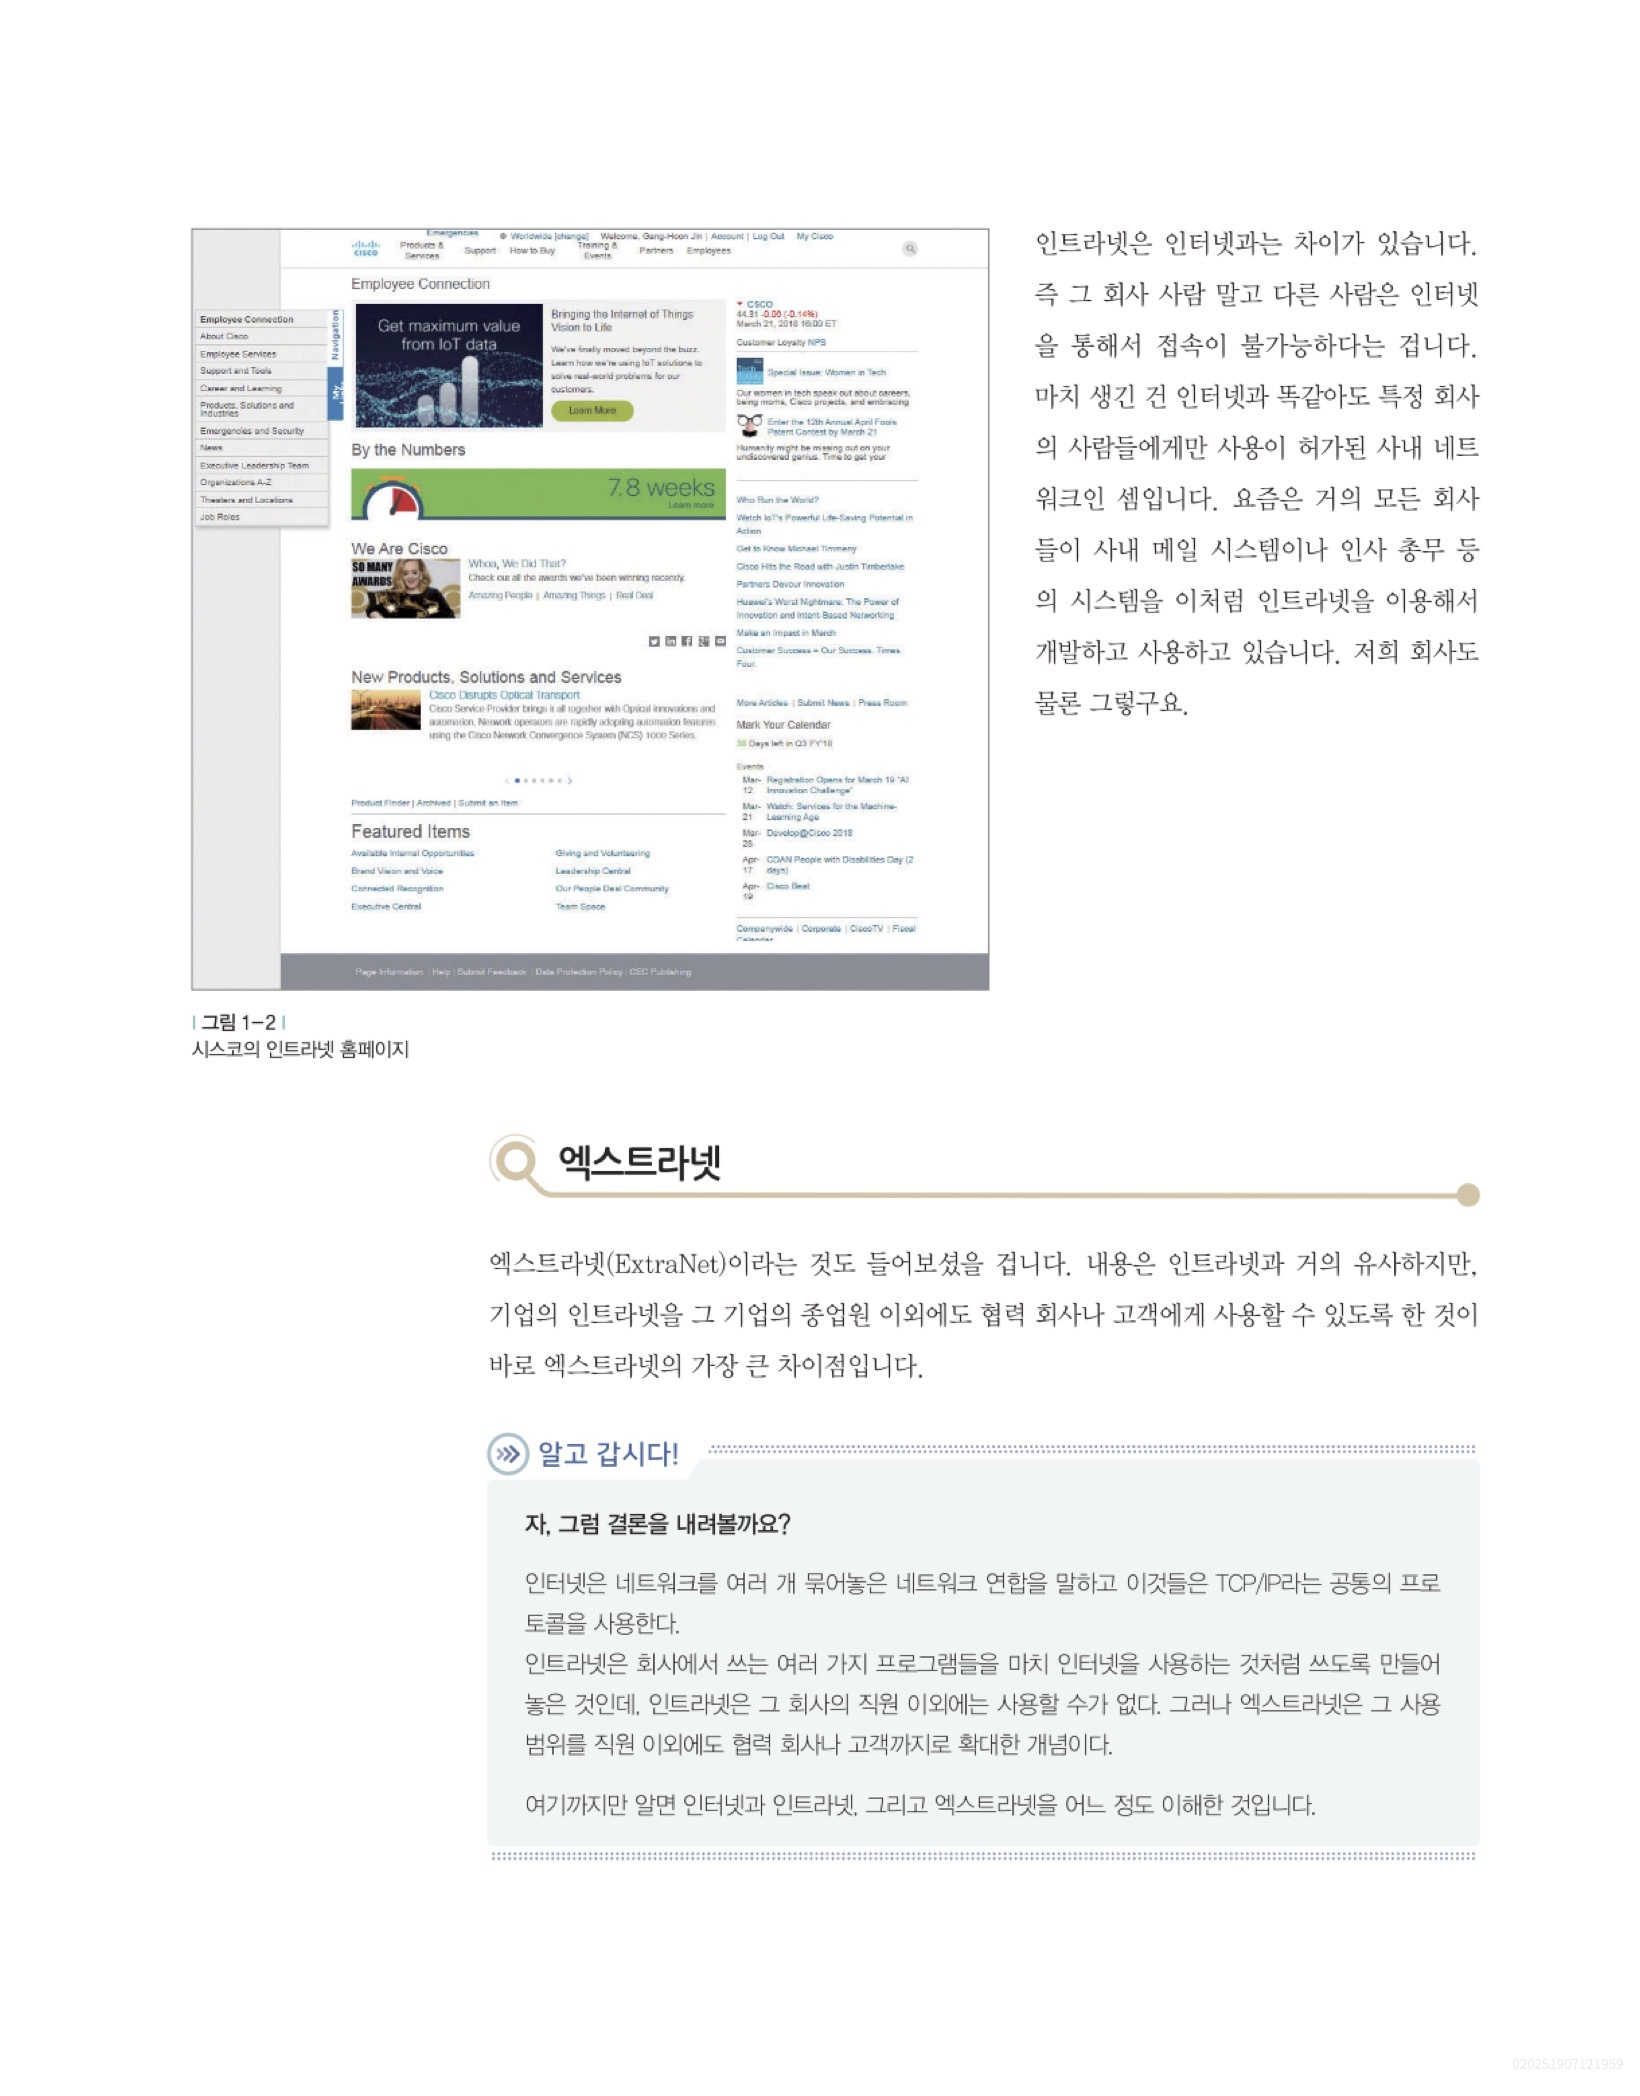 Emergencies
Worldwide [change] Welcome, Gang-Hoon Jin | Account | Log Out My Cisco
CISCO
Products & Services
Support
How to Buy
Training & Events
Partners
Employees
Employee Connection
Employee Connection
About Cisco
Employee Services
Support and Tools
Career and Learning
Products, Solutions and
Industries
Emergencies and Security
News
Executive Leadership Team
Organizations A-Z
Theaters and Locations
Job Roles
Navigation
My
Get maximum value
from IoT data
Bringing the Internet of Things
Vision to Life
We've finally moved beyond the buzz.
Learn how we're using IoT solutions to
solve real-world problems for our
customers.
Learn More
By the Numbers
7.8 weeks
Learn more
We Are Cisco
SO MANY
AWARDS
Whoa, We Did That?
Check out all the awards we've been winning recently.
Amazing People | Amazing Things | Real Deal
New Products, Solutions and Services
Cisco Disrupts Optical Transport
Cisco Service Provider brings it all together with Optical innovations and
automation. Network operators are rapidly adopting automation features
using the Cisco Network Convergence System (NCS) 1000 Series.
Product Finder | Archived | Submit an Item
Featured Items
Available Internal Opportunities
Brand Vision and Voice
Connected Recognition
Executive Central
Giving and Volunteering
Leadership Central
Our People Deal Community
Team Space
CSCO
44.31 -0.06 (-0.14%)
March 21, 2018 16:00 ET
Customer Loyalty NPS
Special Issue: Women in Tech
Our women in tech speak out about careers,
being moms, Cisco projects, and embracing
Enter the 12th Annual April Fools
Patent Contest by March 21
Humanity might be missing out on your
undiscovered genius. Time to get your
Who Run the World?
Watch IoT's Powerful Life-Saving Potential in
Action
Get to Know Michael Timmeny
Cisco Hits the Road with Justin Timberlake
Partners Devour Innovation
Huawei's Worst Nightmare: The Power of
Innovation and Intent-Based Networking
Make an Impact in March
Customer Success = Our Success. Times
Four.
More Articles | Submit News | Press Room
Mark Your Calendar
38 Days left in Q3 FY'18
Events
Mar-12 Registration Opens for March 19 "AI
Innovation Challenge"
Mar-21 Watch: Services for the Machine-
Learning Age
Mar-28 Develop@Cisco 2018
Apr-17 CDAN People with Disabilities Day (2
days)
Apr-19 Cisco Beat
Companywide | Corporate | CiscoTV | Fiscal
Calendar
Page Information | Help | Submit Feedback | Data Protection Policy | CEC Publishing
| 그림 1-2 |
시스코의 인트라넷 홈페이지
인트라넷은 인터넷과는 차이가 있습니다.
즉 그 회사 사람 말고 다른 사람은 인터넷
을 통해서 접속이 불가능하다는 겁니다.
마치 생긴 건 인터넷과 똑같아도 특정 회사
의 사람들에게만 사용이 허가된 사내 네트
워크인 셈입니다. 요즘은 거의 모든 회사
들이 사내 메일 시스템이나 인사 총무 등
의 시스템을 이처럼 인트라넷을 이용해서
개발하고 사용하고 있습니다. 저희 회사도
물론 그렇구요.
엑스트라넷
엑스트라넷(ExtraNet)이라는 것도 들어보셨을 겁니다. 내용은 인트라넷과 거의 유사하지만,
기업의 인트라넷을 그 기업의 종업원 이외에도 협력 회사나 고객에게 사용할 수 있도록 한 것이
바로 엑스트라넷의 가장 큰 차이점입니다.
알고 갑시다!
자, 그럼 결론을 내려볼까요?
인터넷은 네트워크를 여러 개 묶어놓은 네트워크 연합을 말하고 이것들은 TCP/IP라는 공통의 프로
토콜을 사용한다.
인트라넷은 회사에서 쓰는 여러 가지 프로그램들을 마치 인터넷을 사용하는 것처럼 쓰도록 만들어
놓은 것인데, 인트라넷은 그 회사의 직원 이외에는 사용할 수가 없다. 그러나 엑스트라넷은 그 사용
범위를 직원 이외에도 협력 회사나 고객까지로 확대한 개념이다.
여기까지만 알면 인터넷과 인트라넷, 그리고 엑스트라넷을 어느 정도 이해한 것입니다.
020251907121959